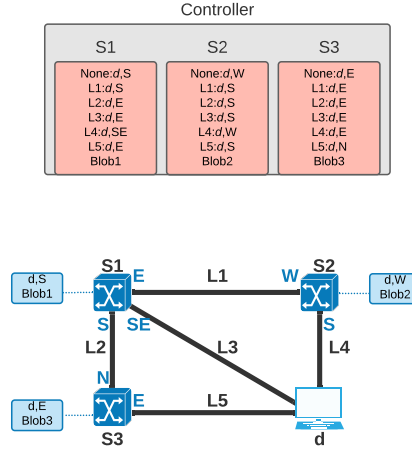 Controller
S1 S2 S3
None:d,S None:d,W None:d,E
L1:d,S L1:d,S L1:d,E
L2:d,E L2:d,S L2:d,E
L3:d,E L3:d,S L3:d,E
L4:d,SE L4:d,W L4:d,E
L5:d,E L5:d,S L5:d,N
Blob1 Blob2 Blob3
S1 S2
d,S E L1 W d,W
Blob1 Blob2
S SE S
L2 L3 L4
N
d,E E L5
Blob3
S3 d